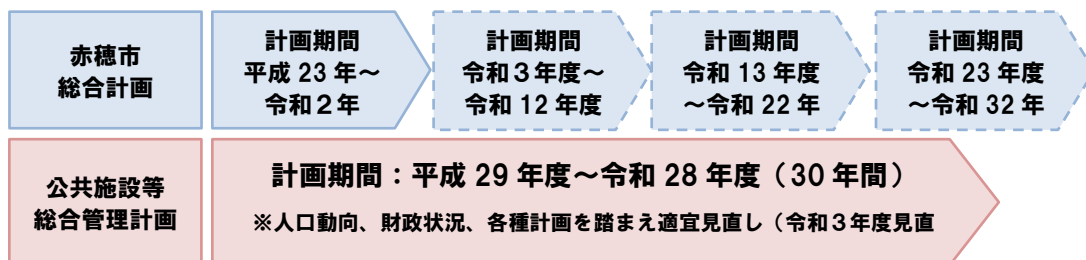 赤穂市
総合計画
計画期間
平成 23 年～
令和２年
計画期間
令和３年度～
令和 12 年度
計画期間
令和 13 年度
～令和 22 年
計画期間
令和 23 年度
～令和 32 年
公共施設等
総合管理計画
計画期間：平成 29 年度～令和 28 年度（30 年間）
※人口動向、財政状況、各種計画を踏まえ適宜見直し（令和３年度見直